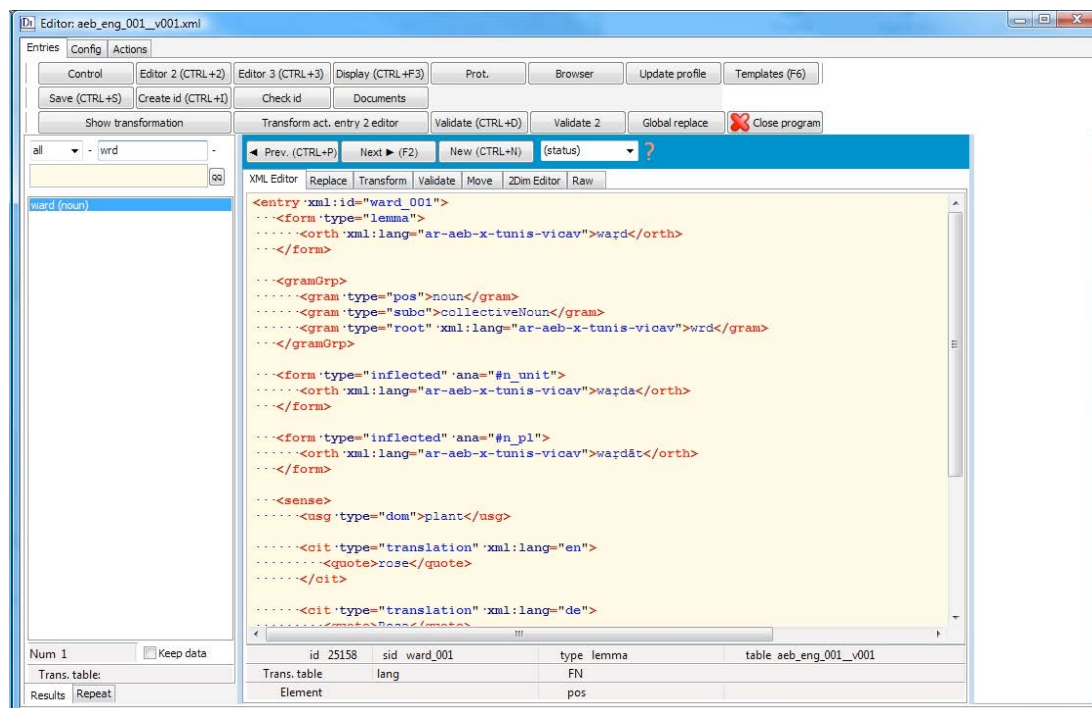 Editor: aeb_eng_001__v001.xml
Entries Config Actions
Control Editor 2 (CTRL+2) Editor 3 (CTRL+3) Display (CTRL+F3) Prot. Browser Update profile Templates (F6)
Save (CTRL+S) Create id (CTRL+I) Check id Documents
Show transformation Transform act. entry 2 editor Validate (CTRL+D) Validate 2 Global replace Close program
all - wrd -
◄ Prev. (CTRL+P) Next ► (F2) New (CTRL+N) (status) ?
XML Editor Replace Transform Validate Move 2Dim Editor Raw
ward (noun)
<entry·xml:id="ward_001">
···<form·type="lemma">
······<orth·xml:lang="ar-aeb-x-tunis-vicav">waṛd</orth>
···</form>
···<gramGrp>
······<gram·type="pos">noun</gram>
······<gram·type="subc">collectiveNoun</gram>
······<gram·type="root"·xml:lang="ar-aeb-x-tunis-vicav">wrd</gram>
···</gramGrp>
···<form·type="inflected"·ana="#n_unit">
······<orth·xml:lang="ar-aeb-x-tunis-vicav">waṛda</orth>
···</form>
···<form·type="inflected"·ana="#n_pl">
······<orth·xml:lang="ar-aeb-x-tunis-vicav">waṛdāt</orth>
···</form>
···<sense>
······<usg·type="dom">plant</usg>
······<cit·type="translation"·xml:lang="en">
·········<quote>rose</quote>
······</cit>
······<cit·type="translation"·xml:lang="de">
·········<quote>Rose</quote>
Num 1 Keep data
Trans. table:
Results Repeat
id 25158 sid ward_001 type lemma table aeb_eng_001__v001
Trans. table lang FN
Element pos